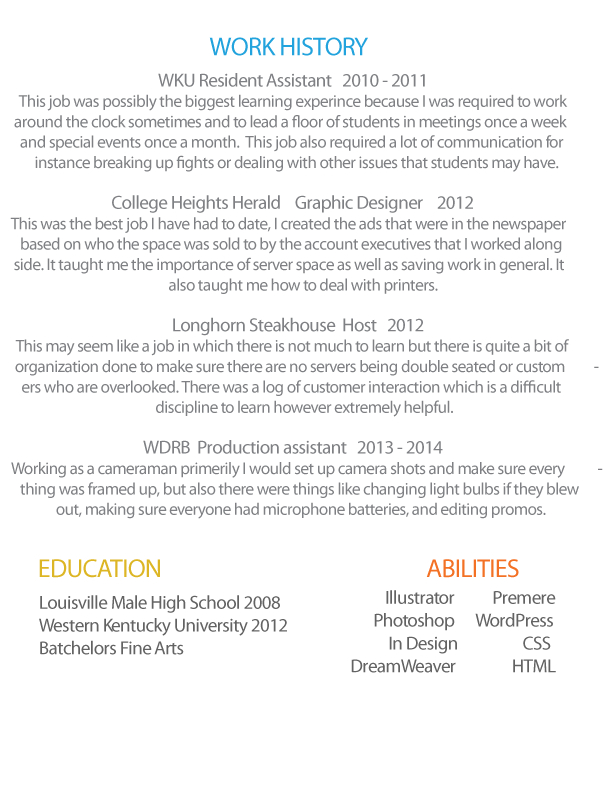 WORK HISTORY
WKU Resident Assistant 2010 - 2011
This job was possibly the biggest learning experince because I was required to work
around the clock sometimes and to lead a floor of students in meetings once a week
and special events once a month. This job also required a lot of communication for
instance breaking up fights or dealing with other issues that students may have.
College Heights Herald Graphic Designer 2012
This was the best job I have had to date, I created the ads that were in the newspaper
based on who the space was sold to by the account executives that I worked along
side. It taught me the importance of server space as well as saving work in general. It
also taught me how to deal with printers.
Longhorn Steakhouse Host 2012
This may seem like a job in which there is not much to learn but there is quite a bit of
organization done to make sure there are no servers being double seated or custom -
ers who are overlooked. There was a log of customer interaction which is a difficult
discipline to learn however extremely helpful.
WDRB Production assistant 2013 - 2014
Working as a cameraman primerily I would set up camera shots and make sure every -
thing was framed up, but also there were things like changing light bulbs if they blew
out, making sure everyone had microphone batteries, and editing promos.
EDUCATION
Louisville Male High School 2008
Western Kentucky University 2012
Batchelors Fine Arts
ABILITIES
Illustrator Premere
Photoshop WordPress
In Design CSS
DreamWeaver HTML